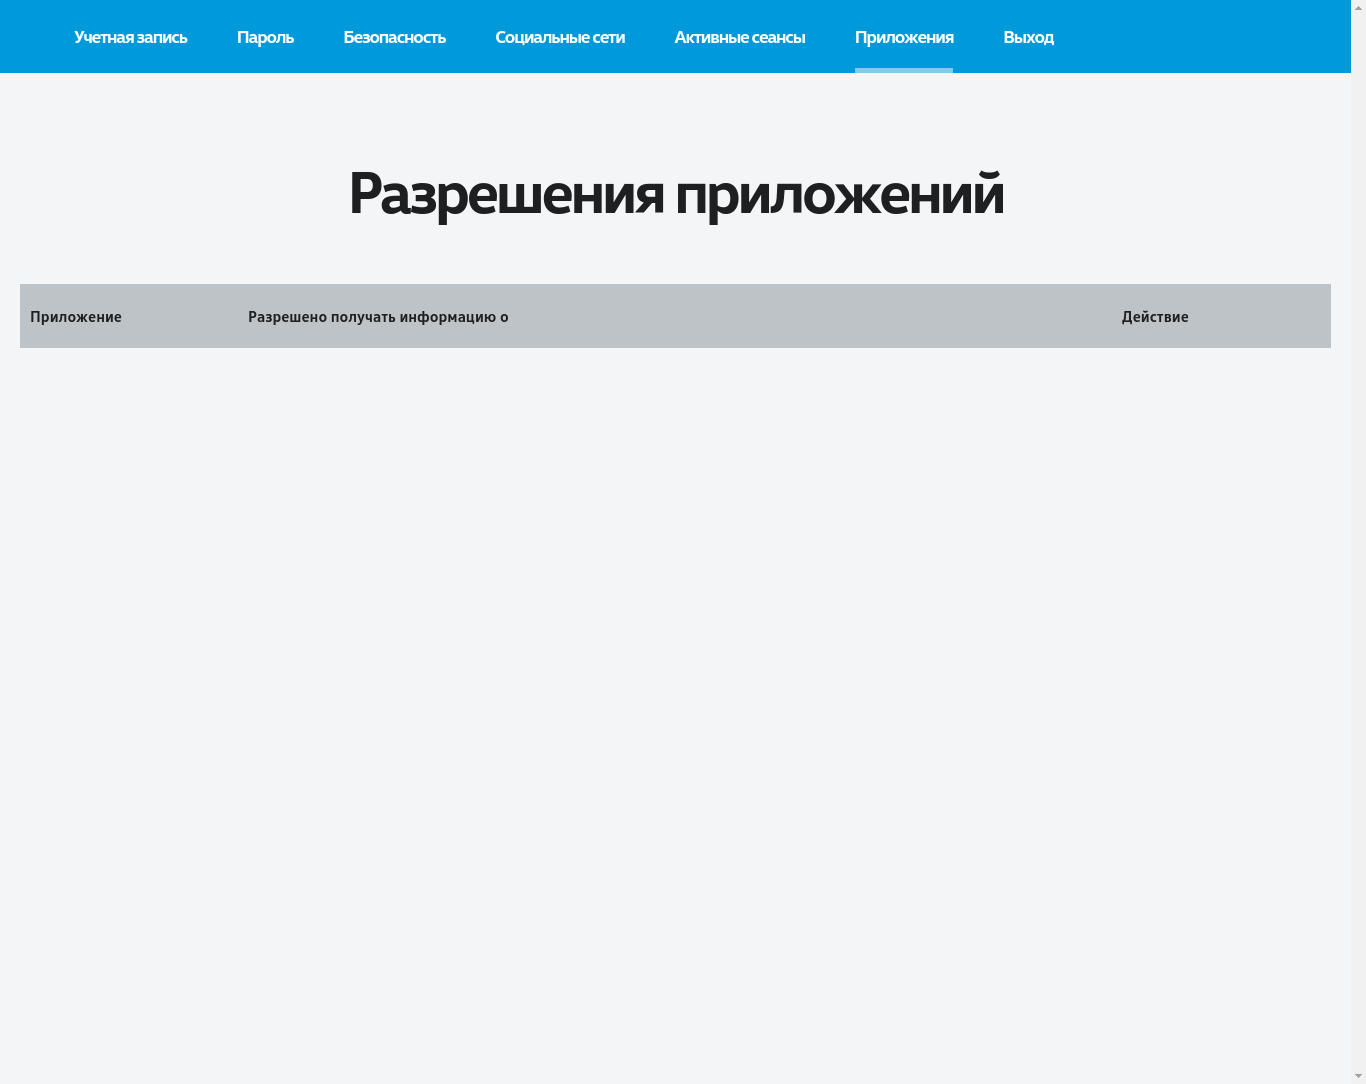 Учетная запись Пароль Безопасность Социальные сети Активные сеансы Приложения Выход
Разрешения приложений
Приложение Разрешено получать информацию о Действие